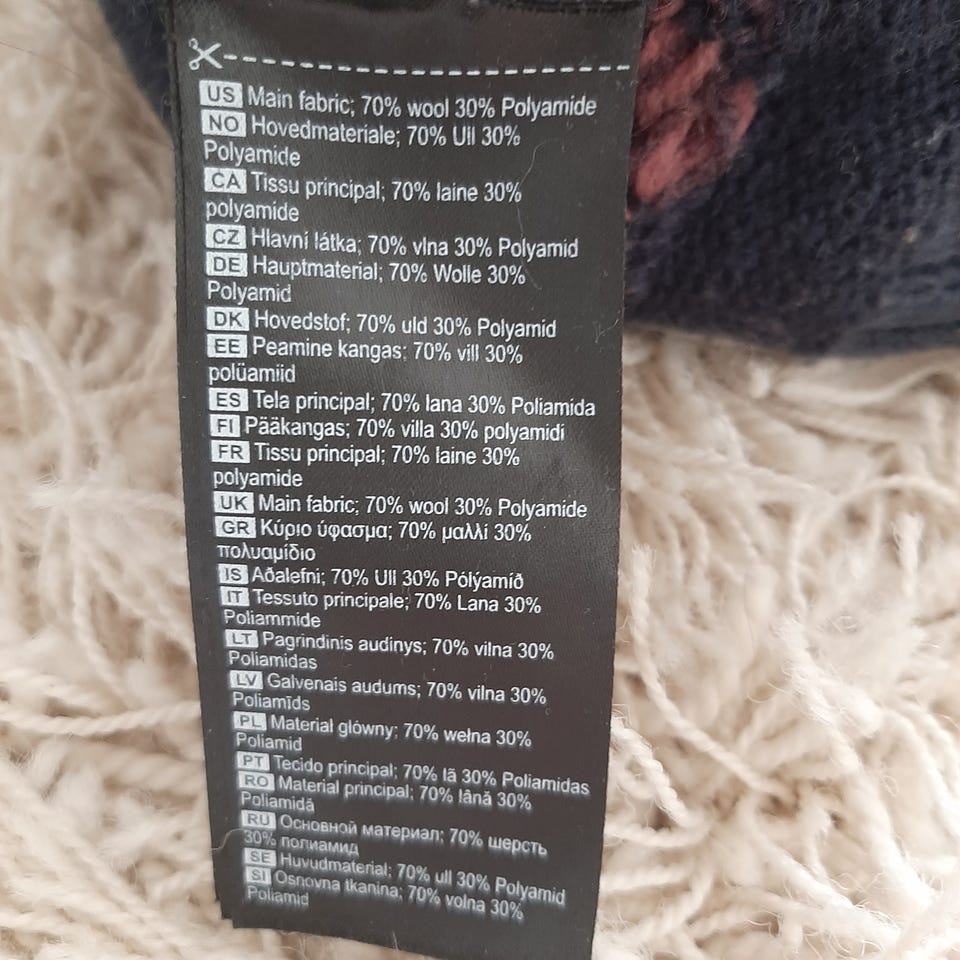 US Main fabric; 70% wool 30% Polyamide
NO Hovedmateriale; 70% Ull 30%
Polyamide
CA Tissu principal; 70% laine 30%
polyamide
CZ Hlavní látka; 70% vlna 30% Polyamid
DE Hauptmaterial; 70% Wolle 30%
Polyamid
DK Hovedstof; 70% uld 30% Polyamid
EE Peamine kangas; 70% vill 30%
polüamiid
ES Tela principal; 70% lana 30% Poliamida
FI Pääkangas; 70% villa 30% polyamidi
FR Tissu principal; 70% laine 30%
polyamide
UK Main fabric; 70% wool 30% Polyamide
GR Κύριο ύφασμα; 70% μαλλί 30%
πολυαμίδιο
IS Aðalefni; 70% Ull 30% Pólýamíð
IT Tessuto principale; 70% Lana 30%
Poliammide
LT Pagrindinis audinys; 70% vilna 30%
Poliamidas
LV Galvenais audums; 70% vilna 30%
Poliamīds
PL Materiał główny; 70% wełna 30%
Poliamid
PT Tecido principal; 70% lã 30% Poliamidas
RO Material principal; 70% lână 30%
Poliamidă
RU Основной материал; 70% шерсть
30% полиамид
SE Huvudmaterial; 70% ull 30% Polyamid
SI Osnovna tkanina; 70% volna 30%
Poliamid